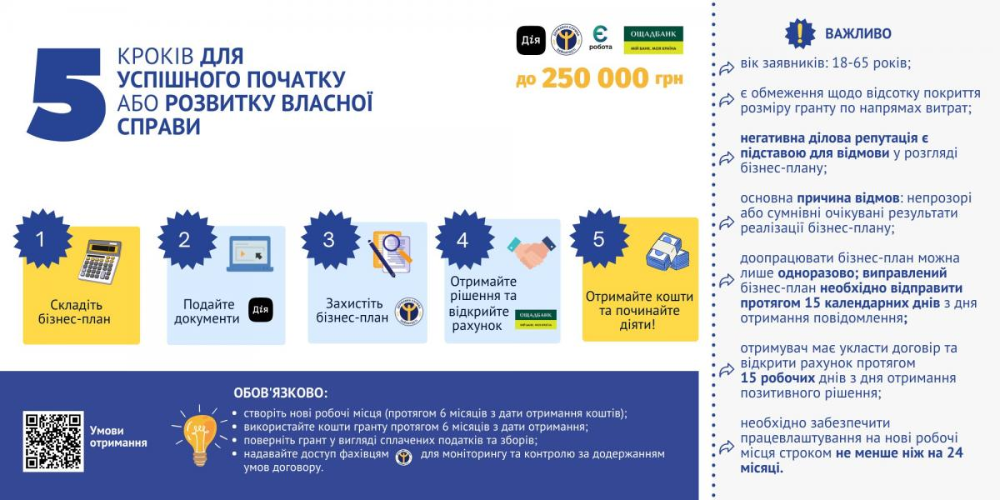 5
КРОКІВ ДЛЯ
УСПІШНОГО ПОЧАТКУ
АБО РОЗВИТКУ ВЛАСНОЇ
СПРАВИ
Дія
ДЕРЖАВНА СЛУЖБА ЗАЙНЯТОСТІ
Є
робота
ОЩАДБАНК
МІЙ БАНК. МОЯ КРАЇНА
до 250 000 грн
1
Складіть
бізнес-план
2
Подайте
документи
Дія
3
Захистіть
бізнес-план
4
Отримайте
рішення та
відкрийте
рахунок
ОЩАДБАНК
МІЙ БАНК. МОЯ КРАЇНА
5
Отримайте кошти
та починайте
діяти!
Умови
отримання
ОБОВ'ЯЗКОВО:
• створіть нові робочі місця (протягом 6 місяців з дати отримання коштів);
• використайте кошти гранту протягом 6 місяців з дати отримання;
• поверніть грант у вигляді сплачених податків та зборів;
• надавайте доступ фахівцям для моніторингу та контролю за додержанням
умов договору.
! ВАЖЛИВО
вік заявників: 18-65 років;
є обмеження щодо відсотку покриття
розміру гранту по напрямах витрат;
негативна ділова репутація є
підставою для відмови у розгляді
бізнес-плану;
основна причина відмов: непрозорі
або сумнівні очікувані результати
реалізації бізнес-плану;
доопрацювати бізнес-план можна
лише одноразово; виправлений
бізнес-план необхідно відправити
протягом 15 календарних днів з дня
отримання повідомлення;
отримувач має укласти договір та
відкрити рахунок протягом
15 робочих днів з дня отримання
позитивного рішення;
необхідно забезпечити
працевлаштування на нові робочі
місця строком не менше ніж на 24
місяці.